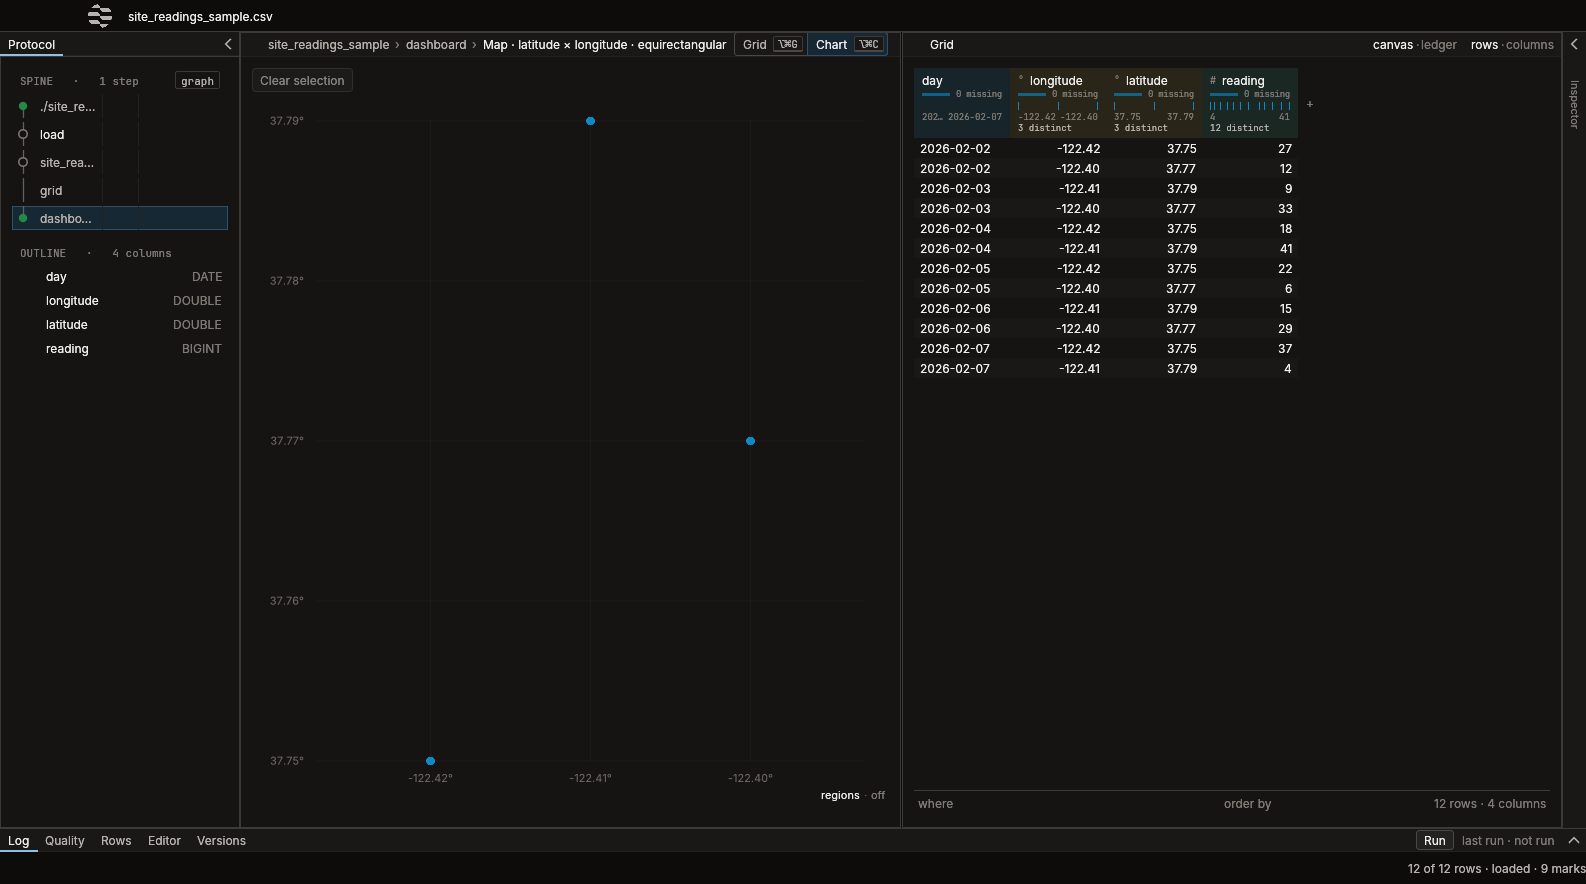 site_readings_sample.csv
Protocol
site_readings_sample › dashboard › Map · latitude × longitude · equirectangular
Grid ⌥⌘G
Chart ⌥⌘C
Grid
canvas · ledger
rows · columns
SPINE · 1 step
graph
./site_re...
load
site_rea...
grid
dashbo...
OUTLINE · 4 columns
day DATE
longitude DOUBLE
latitude DOUBLE
reading BIGINT
Clear selection
37.79°
37.78°
37.77°
37.76°
37.75°
-122.42° -122.41° -122.40°
regions · off
day ° longitude ° latitude # reading
0 missing 0 missing 0 missing 0 missing
202… 2026-02-07 -122.42 -122.40 37.75 37.79 4 41
3 distinct 3 distinct 12 distinct
+
2026-02-02 -122.42 37.75 27
2026-02-02 -122.40 37.77 12
2026-02-03 -122.41 37.79 9
2026-02-03 -122.40 37.77 33
2026-02-04 -122.42 37.75 18
2026-02-04 -122.41 37.79 41
2026-02-05 -122.42 37.75 22
2026-02-05 -122.40 37.77 6
2026-02-06 -122.41 37.79 15
2026-02-06 -122.40 37.77 29
2026-02-07 -122.42 37.75 37
2026-02-07 -122.41 37.79 4
where
order by
12 rows · 4 columns
Inspector
Log Quality Rows Editor Versions
Run
last run · not run
12 of 12 rows · loaded · 9 marks